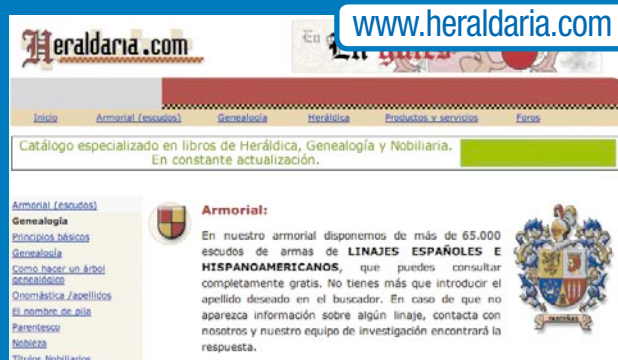 www.heraldaria.com
Heraldaria.com
En
En gules
Inicio Armorial (escudos) Genealogía Heráldica Productos y servicios Foros
Catálogo especializado en libros de Heráldica, Genealogía y Nobiliaria.
En constante actualización.
Armorial (escudos)
Genealogía
Principios básicos
Genealogía
Como hacer un árbol
genealógico
Onomástica /apellidos
El nombre de pila
Parentesco
Nobleza
Títulos Nobiliarios
Armorial:
En nuestro armorial disponemos de más de 65.000
escudos de armas de LINAJES ESPAÑOLES E
HISPANOAMERICANOS, que puedes consultar
completamente gratis. No tienes más que introducir el
apellido deseado en el buscador. En caso de que no
aparezca información sobre algún linaje, contacta con
nosotros y nuestro equipo de investigación encontrará la
respuesta.